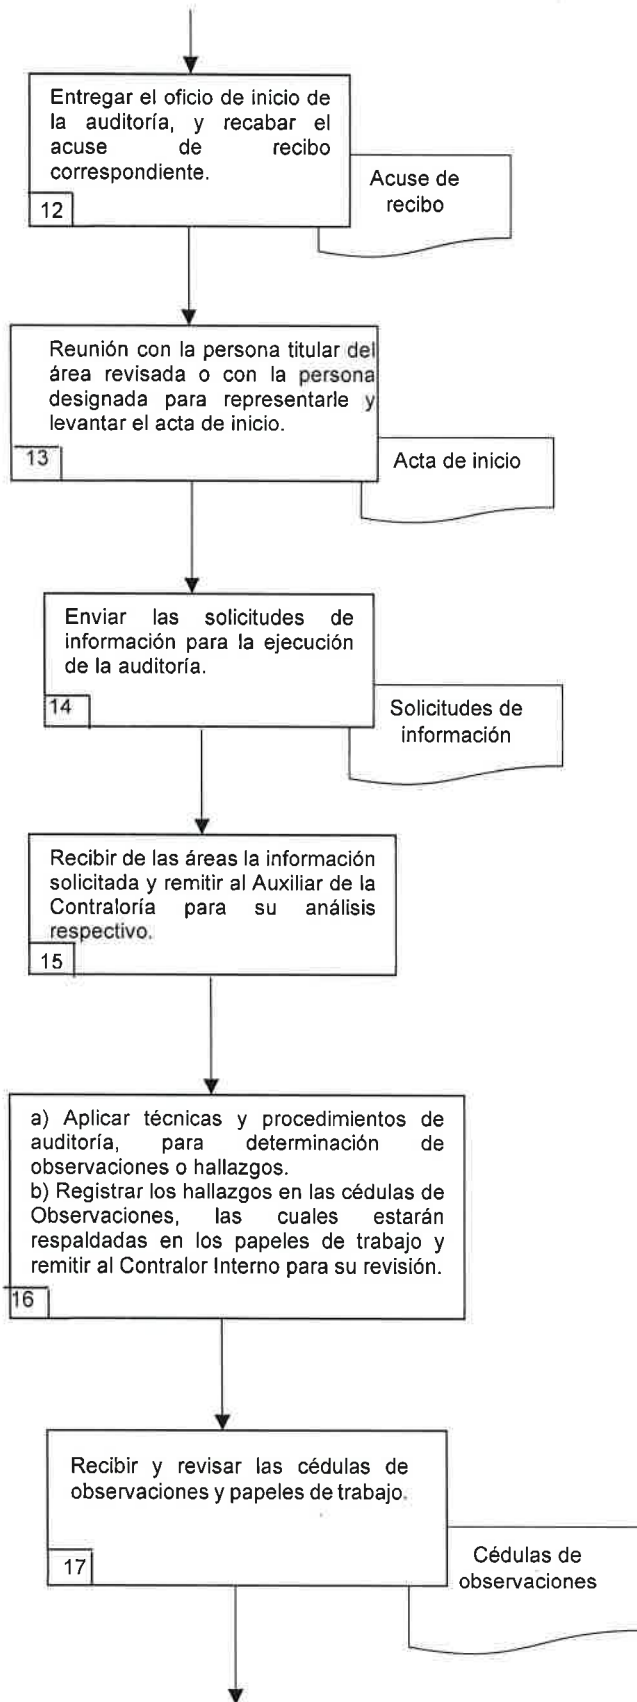 Entregar el oficio de inicio de
la auditoría, y recabar el
acuse de recibo
correspondiente.
12
Acuse de
recibo
Reunión con la persona titular del
área revisada o con la persona
designada para representarle y
levantar el acta de inicio.
13
Acta de inicio
Enviar las solicitudes de
información para la ejecución
de la auditoría.
14
Solicitudes de
información
Recibir de las áreas la información
solicitada y remitir al Auxiliar de la
Contraloría para su análisis
respectivo.
15
a) Aplicar técnicas y procedimientos de
auditoría, para determinación de
observaciones o hallazgos.
b) Registrar los hallazgos en las cédulas de
Observaciones, las cuales estarán
respaldadas en los papeles de trabajo y
remitir al Contralor Interno para su revisión.
16
Recibir y revisar las cédulas de
observaciones y papeles de trabajo.
17
Cédulas de
observaciones